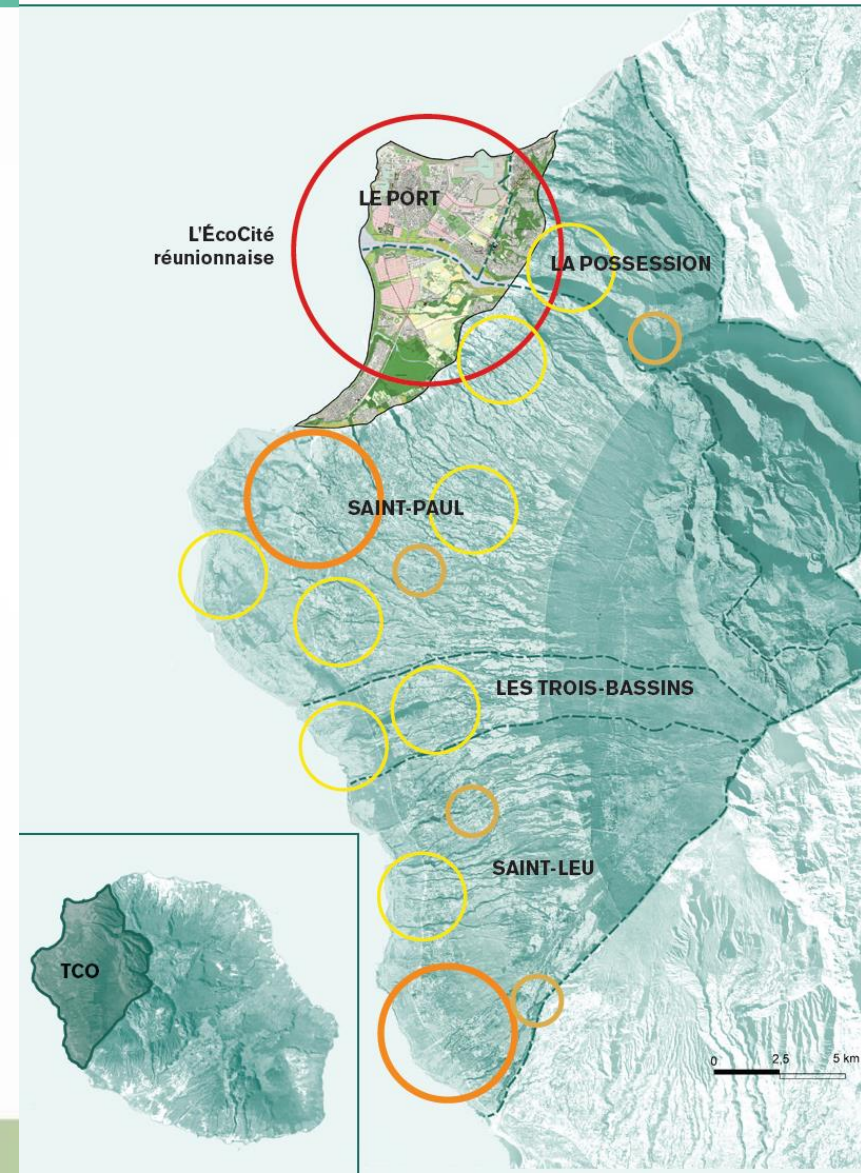 LE PORT
L'ÉcoCité
réunionnaise
LA POSSESSION
SAINT-PAUL
LES TROIS-BASSINS
SAINT-LEU
TCO
0 2,5 5 km